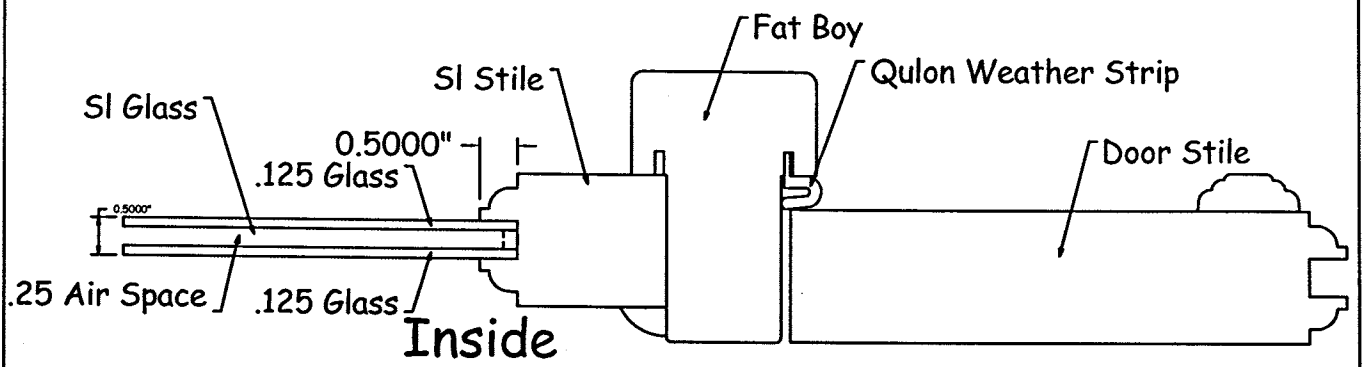 Fat Boy
Sl Stile
Qulon Weather Strip
Sl Glass
0.5000"
.125 Glass
Door Stile
0.5000"
.25 Air Space
.125 Glass
Inside